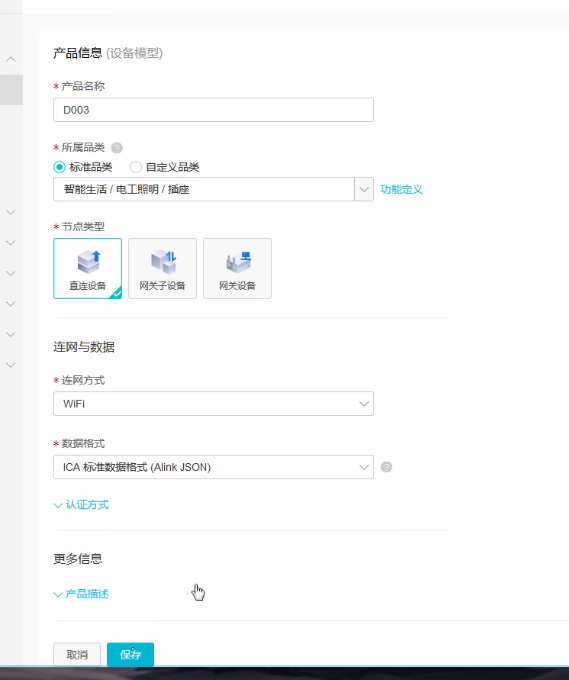 产品信息 (设备模型)
* 产品名称
D003
* 所属品类 ?
标准品类 自定义品类
智能生活 / 电工照明 / 插座 功能定义
* 节点类型
直连设备 网关子设备 网关设备
连网与数据
* 连网方式
WiFi
* 数据格式
ICA 标准数据格式 (Alink JSON) ?
认证方式
更多信息
产品描述
取消 保存